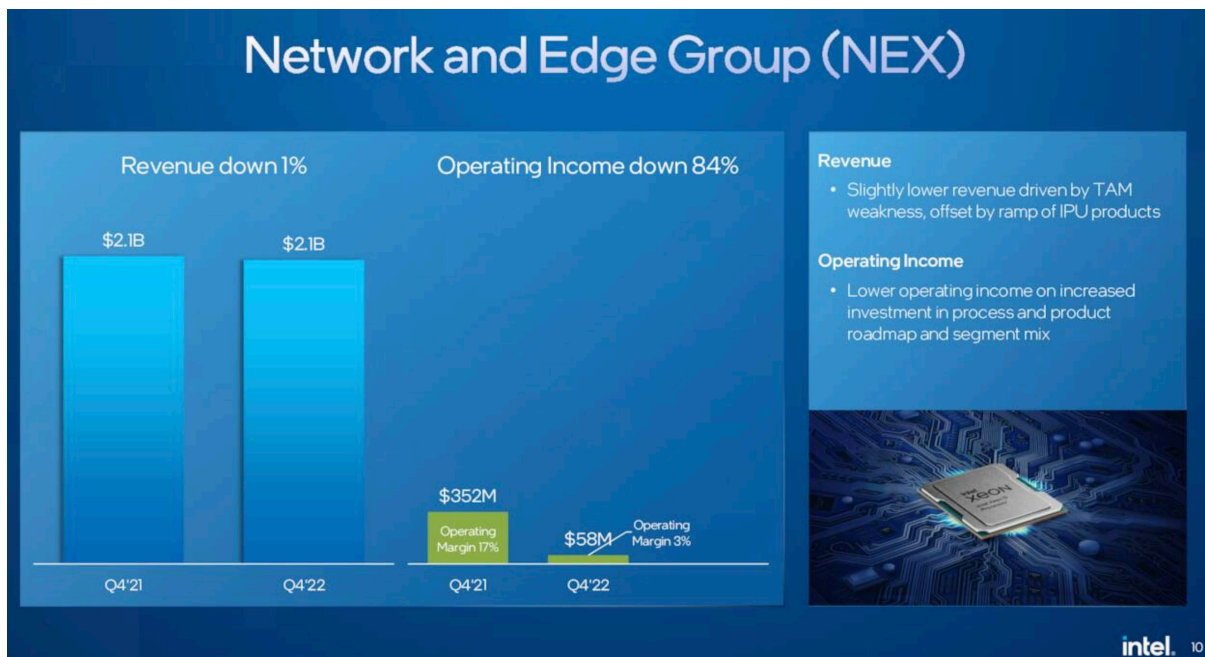 Network and Edge Group (NEX)
Revenue down 1%
$2.1B
$2.1B
Q4'21
Q4'22
Operating Income down 84%
$352M
Operating
Margin 17%
$58M
Operating
Margin 3%
Q4'21
Q4'22
Revenue
• Slightly lower revenue driven by TAM
weakness, offset by ramp of IPU products
Operating Income
• Lower operating income on increased
investment in process and product
roadmap and segment mix
intel
XEON
intel. 10